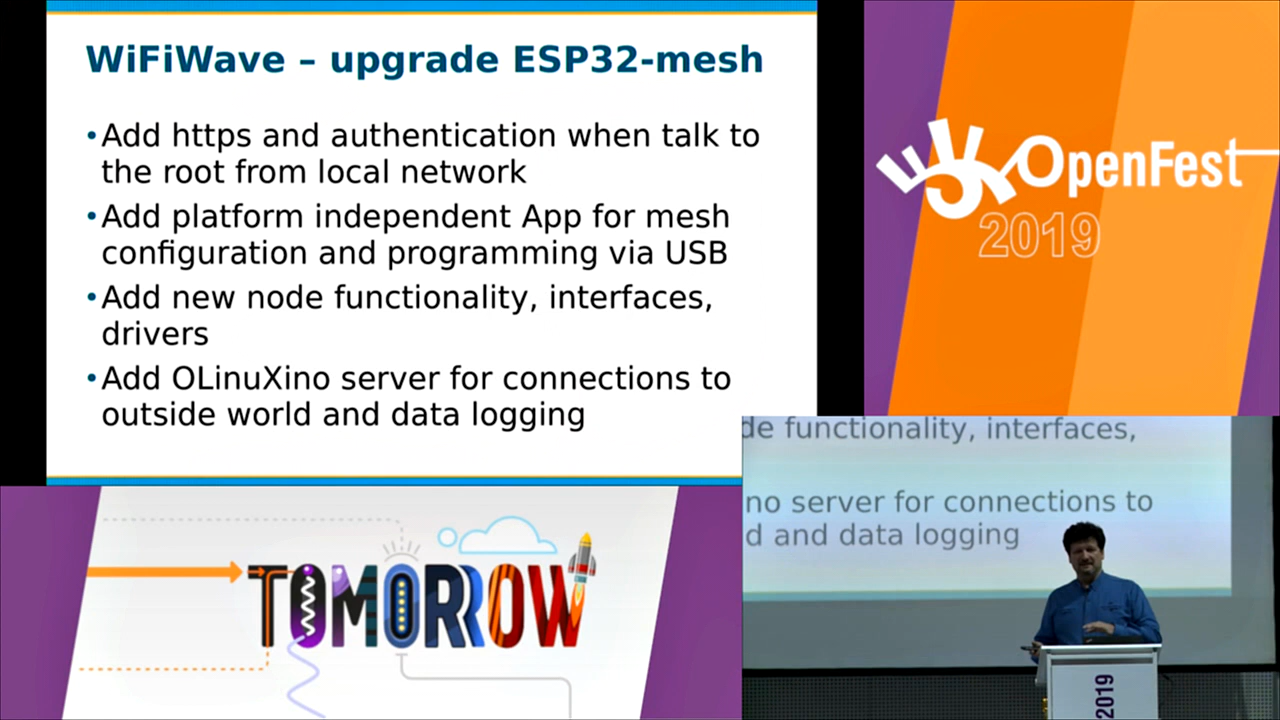 WiFiWave – upgrade ESP32-mesh
•Add https and authentication when talk to
the root from local network
•Add platform independent App for mesh
configuration and programming via USB
•Add new node functionality, interfaces,
drivers
•Add OLinuXino server for connections to
outside world and data logging
OpenFest
2019
de functionality, interfaces,
no server for connections to
d and data logging
TOMORROW
2019